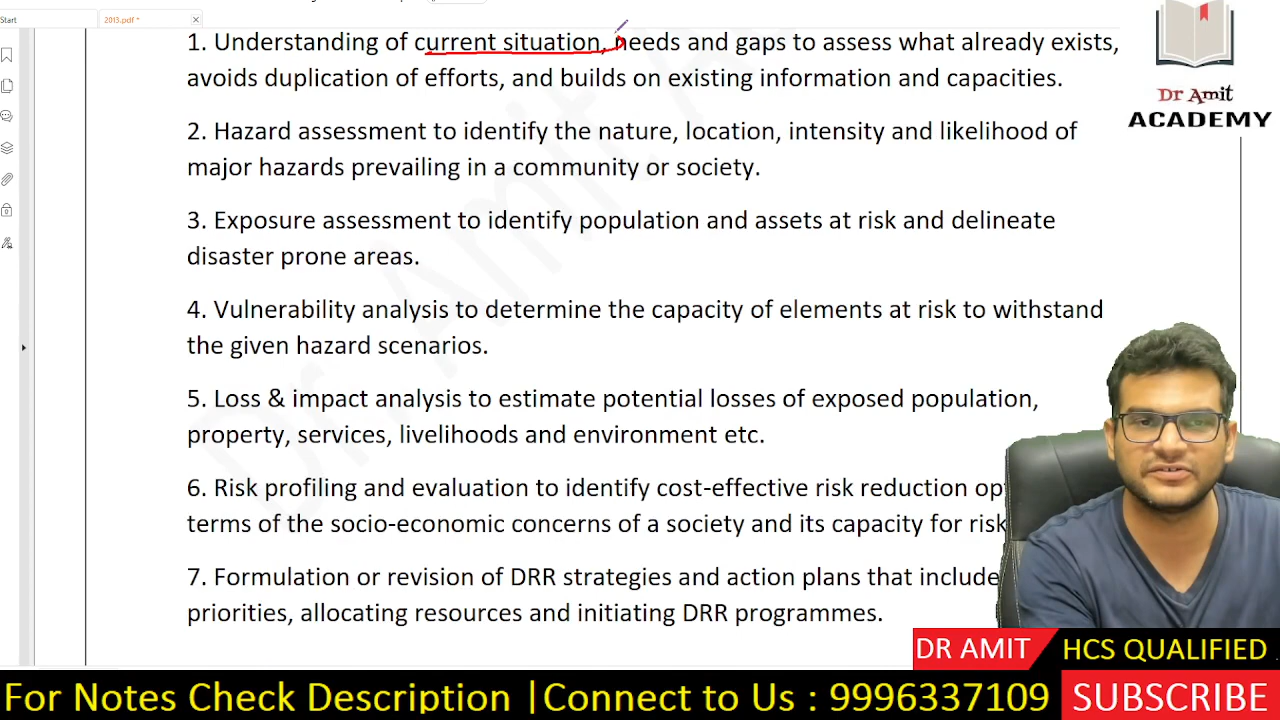 Start
2013.pdf *
1. Understanding of current situation, needs and gaps to assess what already exists,
avoids duplication of efforts, and builds on existing information and capacities.
2. Hazard assessment to identify the nature, location, intensity and likelihood of
major hazards prevailing in a community or society.
3. Exposure assessment to identify population and assets at risk and delineate
disaster prone areas.
4. Vulnerability analysis to determine the capacity of elements at risk to withstand
the given hazard scenarios.
5. Loss & impact analysis to estimate potential losses of exposed population,
property, services, livelihoods and environment etc.
6. Risk profiling and evaluation to identify cost-effective risk reduction
terms of the socio-economic concerns of a society and its capacity for risk
7. Formulation or revision of DRR strategies and action plans that include
priorities, allocating resources and initiating DRR programmes.
Dr Amit
ACADEMY
Dr. Amit A
DR AMIT
HCS QUALIFIED
For Notes Check Description |Connect to Us : 9996337109
SUBSCRIBE